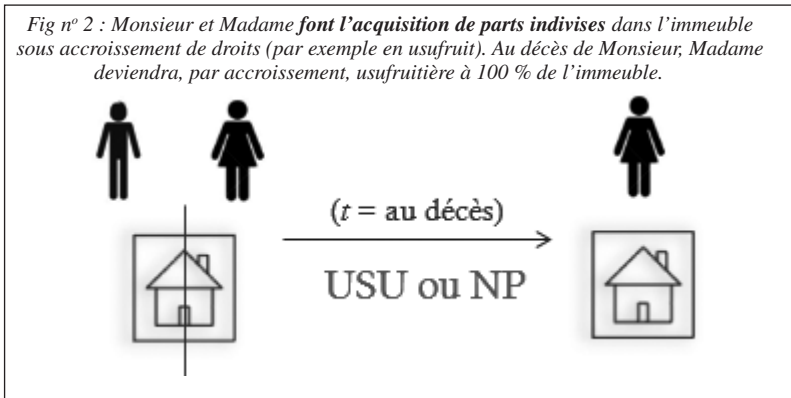 Fig nº 2 : Monsieur et Madame font l’acquisition de parts indivises dans l’immeuble
sous accroissement de droits (par exemple en usufruit). Au décès de Monsieur, Madame
deviendra, par accroissement, usufruitière à 100 % de l’immeuble.
(t = au décès)
USU ou NP